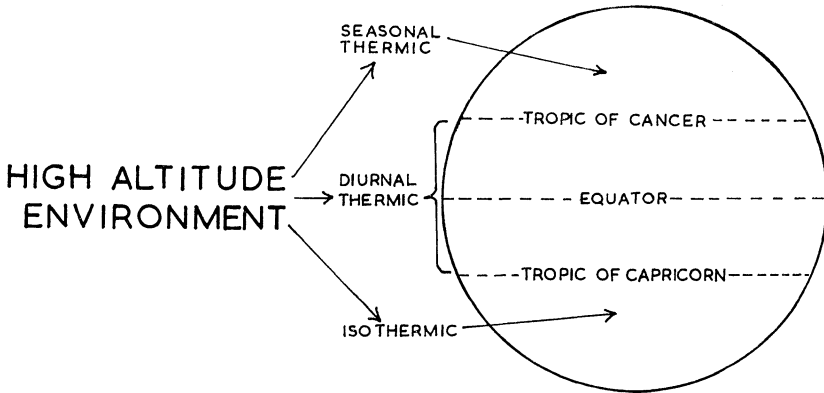 SEASONAL
THERMIC
TROPIC OF CANCER
HIGH ALTITUDE
ENVIRONMENT
DIURNAL
THERMIC
EQUATOR
TROPIC OF CAPRICORN
ISOTHERMIC